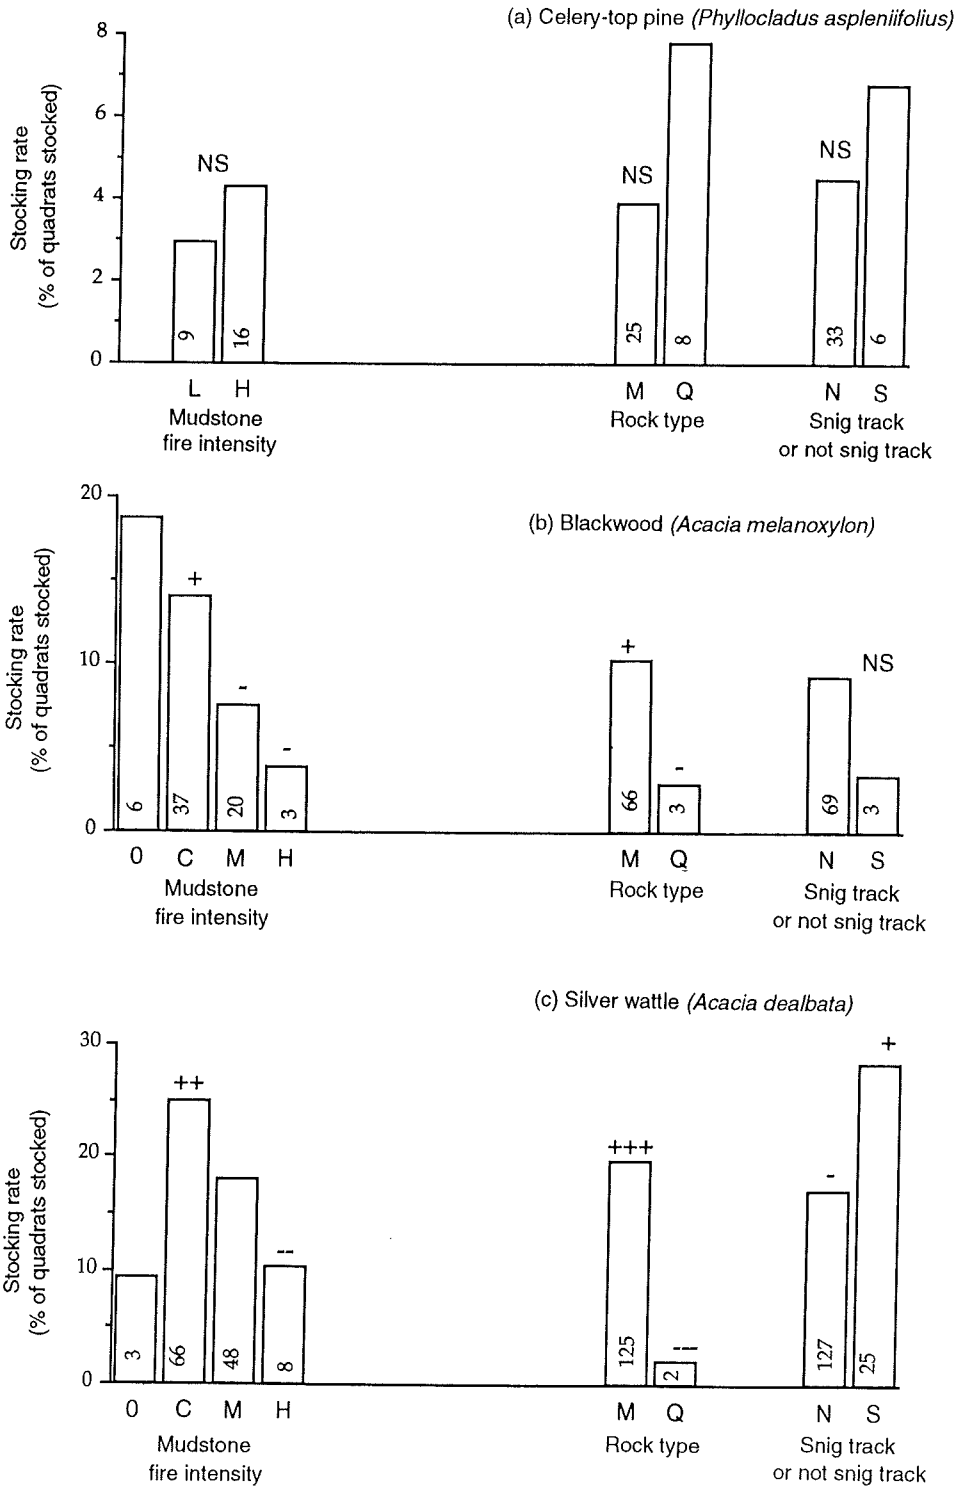 (a) Celery-top pine (Phyllocladus aspleniifolius)
Stocking rate
(% of quadrats stocked)
8
6
4
2
0
NS
NS
NS
9
16
25
8
33
6
L H M Q N S
Mudstone
fire intensity
Rock type
Snig track
or not snig track
(b) Blackwood (Acacia melanoxylon)
Stocking rate
(% of quadrats stocked)
20
10
0
+
-
-
+
-
NS
6
37
20
3
66
3
69
3
0 C M H M Q N S
Mudstone
fire intensity
Rock type
Snig track
or not snig track
(c) Silver wattle (Acacia dealbata)
Stocking rate
(% of quadrats stocked)
30
20
10
0
++
--
+++
---
-
+
3
66
48
8
125
2
127
25
0 C M H M Q N S
Mudstone
fire intensity
Rock type
Snig track
or not snig track